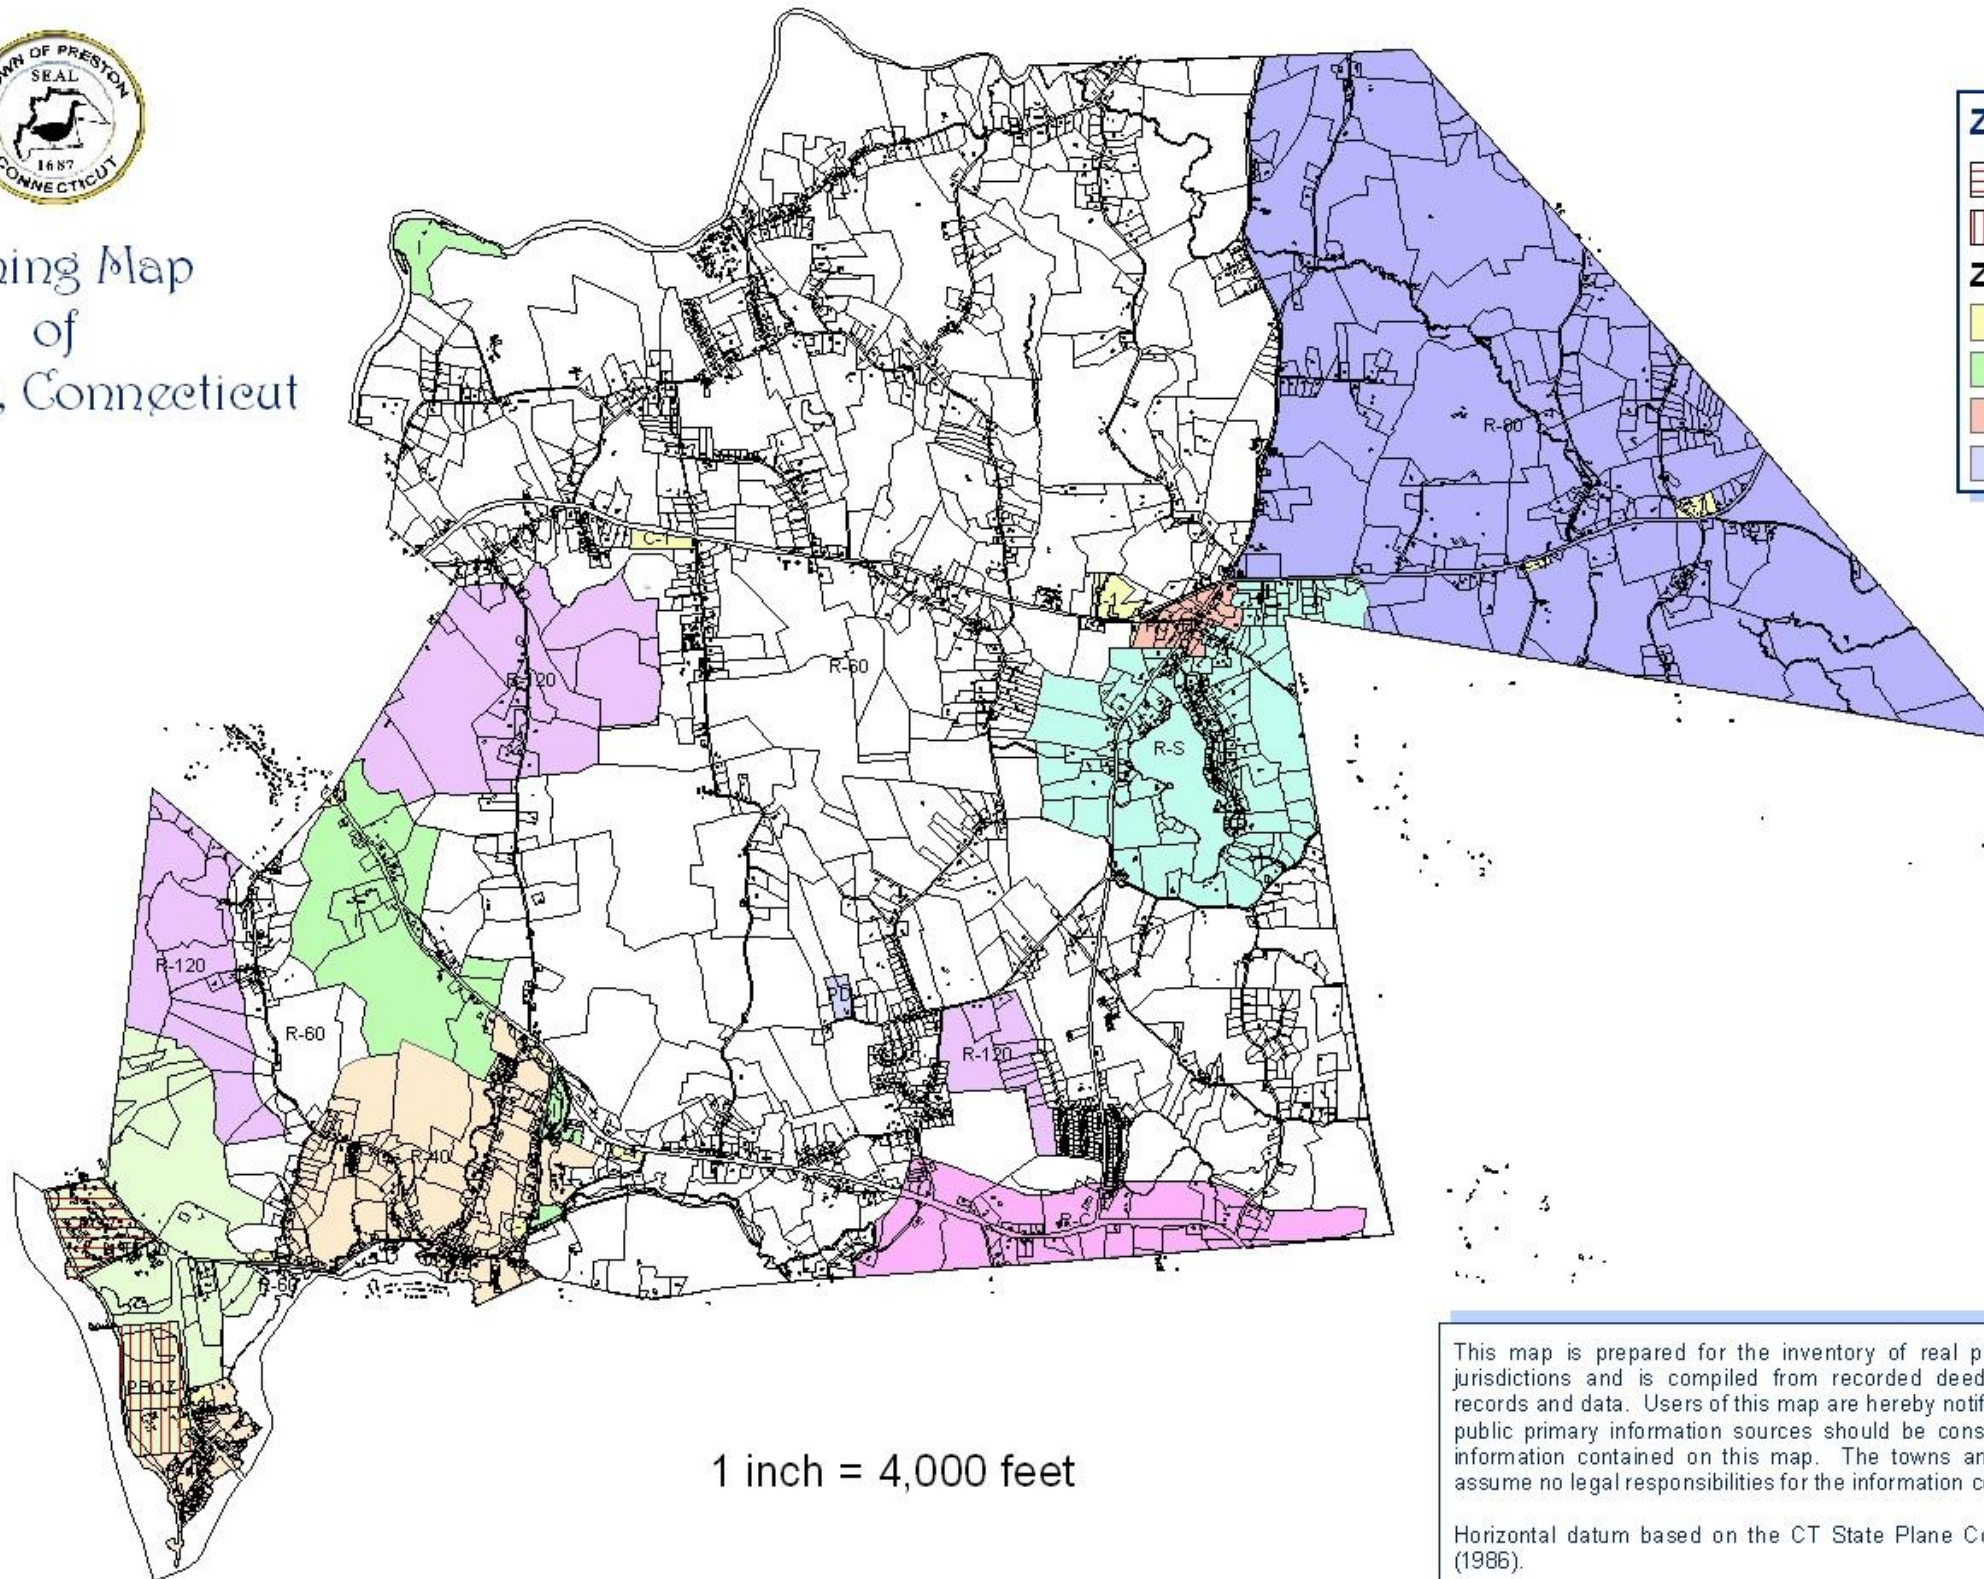 WN OF PRESTON
SEAL
1687
CONNECTICUT
ning Map
of
, Connecticut
Z
Z
R-80
C-1
R-120
R-60
R-S
R-120
R-60
PD
R-120
R-40
R-60
PROZ
1 inch = 4,000 feet
This map is prepared for the inventory of real p
jurisdictions and is compiled from recorded deed
records and data. Users of this map are hereby notif
public primary information sources should be cons
information contained on this map. The towns an
assume no legal responsibilities for the information c
Horizontal datum based on the CT State Plane Co
(1986).